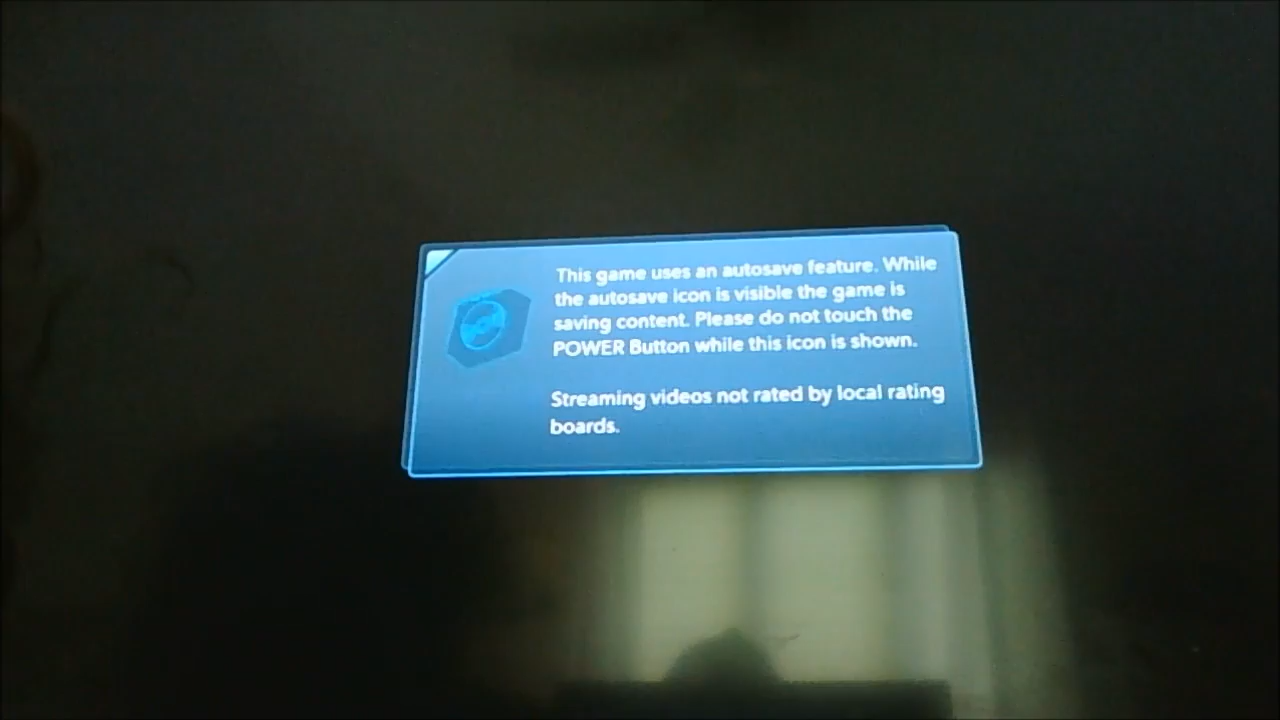 This game uses an autosave feature. While
the autosave icon is visible the game is
saving content. Please do not touch the
POWER Button while this icon is shown.
Streaming videos not rated by local rating
boards.